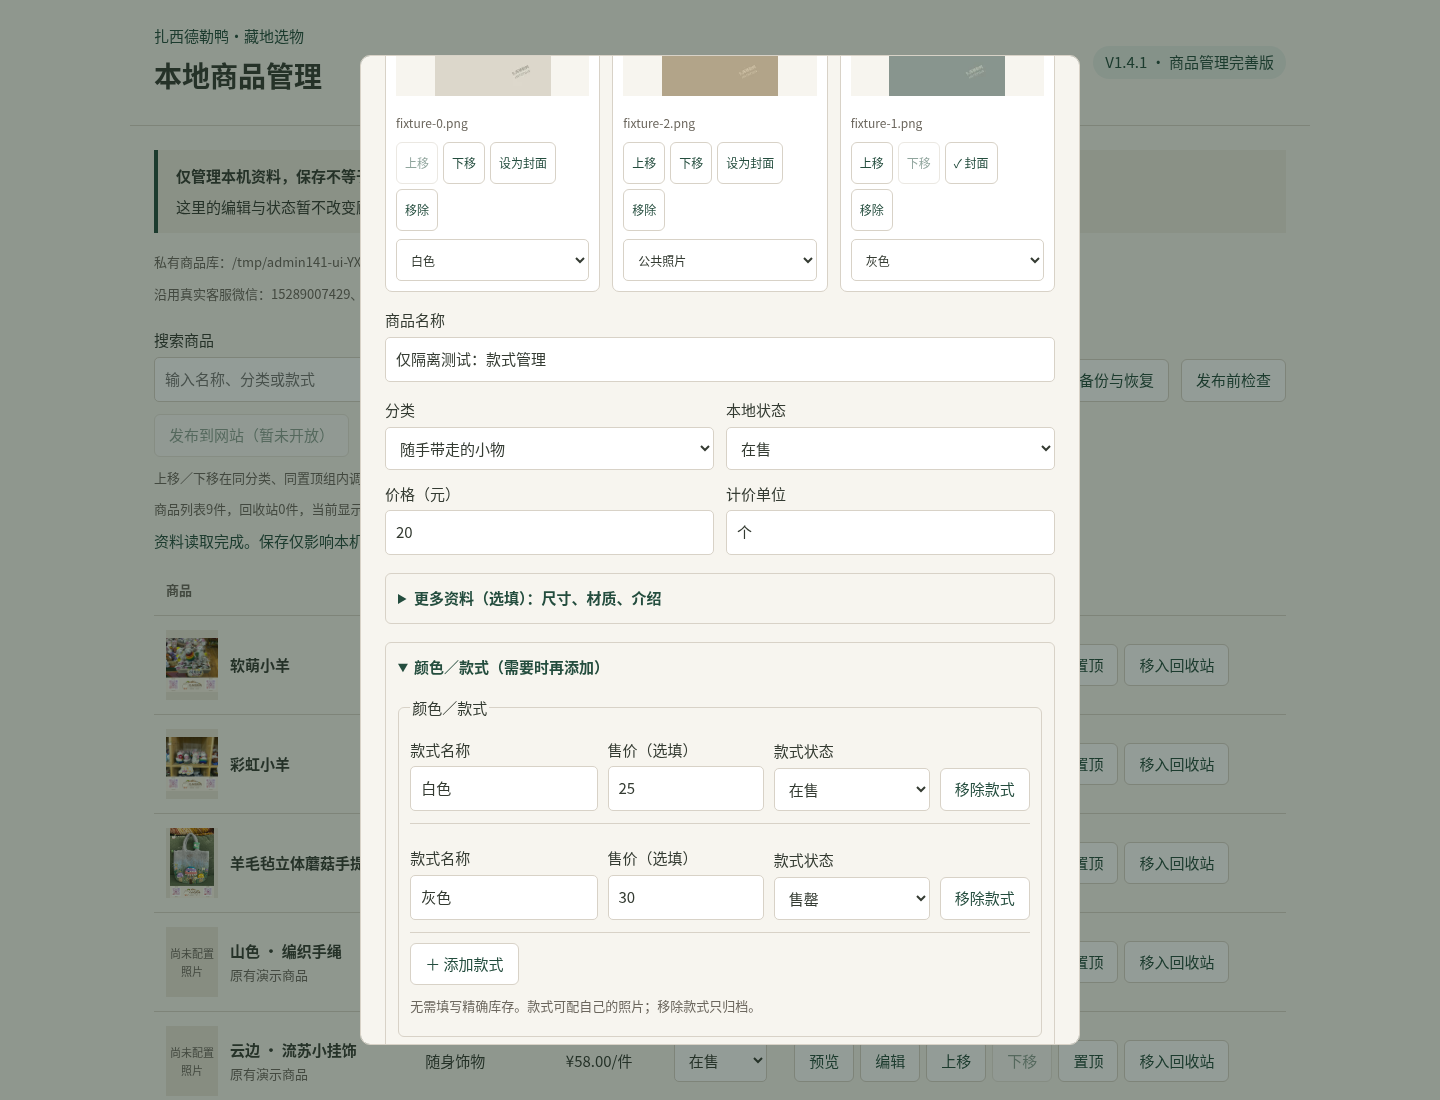 扎西德勒鸭・藏地选物
本地商品管理
V1.4.1 · 商品管理完善版
仅管理本机资料，保存不等于
这里的编辑与状态暂不改变
私有商品库：/tmp/admin141-ui-YX
沿用真实客服微信：15289007429、
搜索商品
输入名称、分类或款式
备份与恢复
发布前检查
发布到网站（暂未开放）
上移／下移在同分类、同置顶组内调
商品列表9件，回收站0件，当前显示
资料读取完成。保存仅影响本机
商品
软萌小羊
置顶
移入回收站
彩虹小羊
置顶
移入回收站
羊毛毡立体蘑菇手提
置顶
移入回收站
尚未配置
照片
山色 · 编织手绳
原有演示商品
置顶
移入回收站
尚未配置
照片
云边 · 流苏小挂饰
原有演示商品
随身饰物
¥58.00/件
在售
预览
编辑
上移
下移
置顶
移入回收站
fixture-0.png
上移
下移
设为封面
移除
白色
fixture-2.png
上移
下移
设为封面
移除
公共照片
fixture-1.png
上移
下移
✓封面
移除
灰色
商品名称
仅隔离测试：款式管理
分类
本地状态
随手带走的小物
在售
价格（元）
计价单位
20
个
更多资料（选填）：尺寸、材质、介绍
颜色／款式（需要时再添加）
颜色／款式
款式名称
售价（选填）
款式状态
白色
25
在售
移除款式
款式名称
售价（选填）
款式状态
灰色
30
售罄
移除款式
＋ 添加款式
无需填写精确库存。款式可配自己的照片；移除款式只归档。